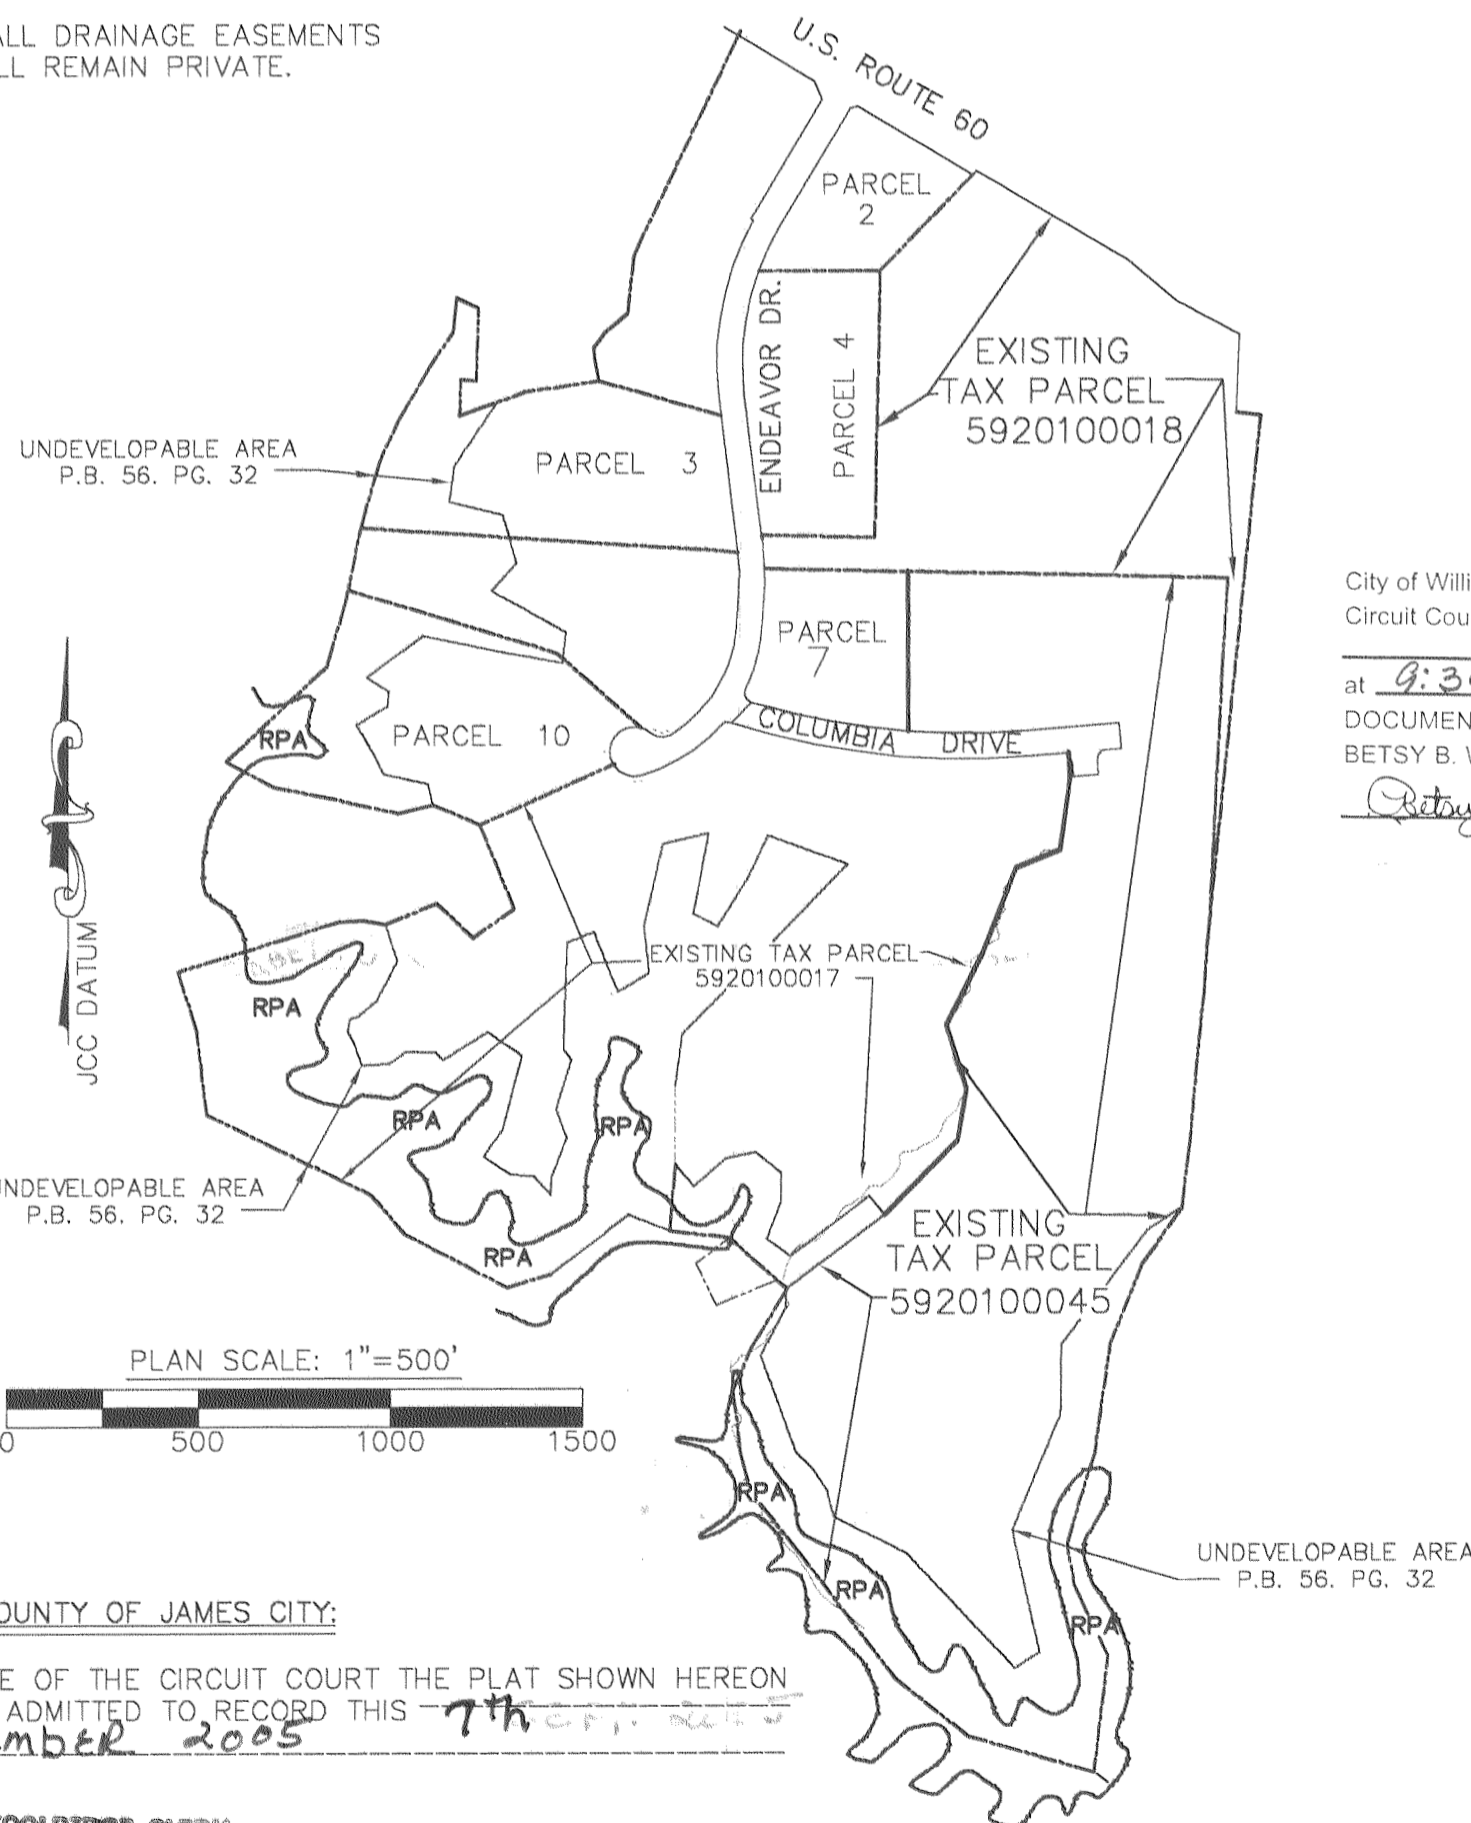 ALL DRAINAGE EASEMENTS
REMAIN PRIVATE.
U.S. ROUTE 60
PARCEL
2
ENDEAVOR DR.
PARCEL 4
EXISTING
TAX PARCEL
5920100018
UNDEVELOPABLE AREA
P.B. 56. PG. 32
PARCEL 3
City of Willi
Circuit Cou
at 9:3
DOCUMEN
BETSY B. W
Betsy
PARCEL
7
COLUMBIA DRIVE
RPA
PARCEL 10
JCC DATUM
EXISTING TAX PARCEL
5920100017
RPA
RPA
RPA
RPA
NDEVELOPABLE AREA
P.B. 56. PG. 32
EXISTING
TAX PARCEL
5920100045
PLAN SCALE: 1"=500'
0 500 1000 1500
RPA
RPA
RPA
UNDEVELOPABLE AREA
P.B. 56. PG. 32
OUNTY OF JAMES CITY:
E OF THE CIRCUIT COURT THE PLAT SHOWN HEREON
ADMITTED TO RECORD THIS 7th
mbER 2005